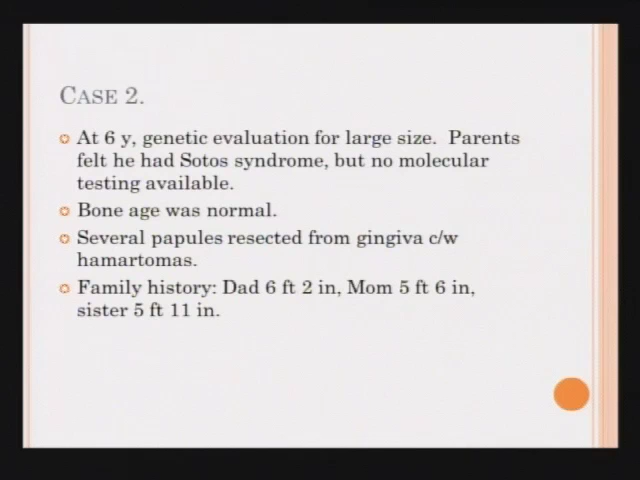 CASE 2.
At 6 y, genetic evaluation for large size. Parents
felt he had Sotos syndrome, but no molecular
testing available.
Bone age was normal.
Several papules resected from gingiva c/w
hamartomas.
Family history: Dad 6 ft 2 in, Mom 5 ft 6 in,
sister 5 ft 11 in.